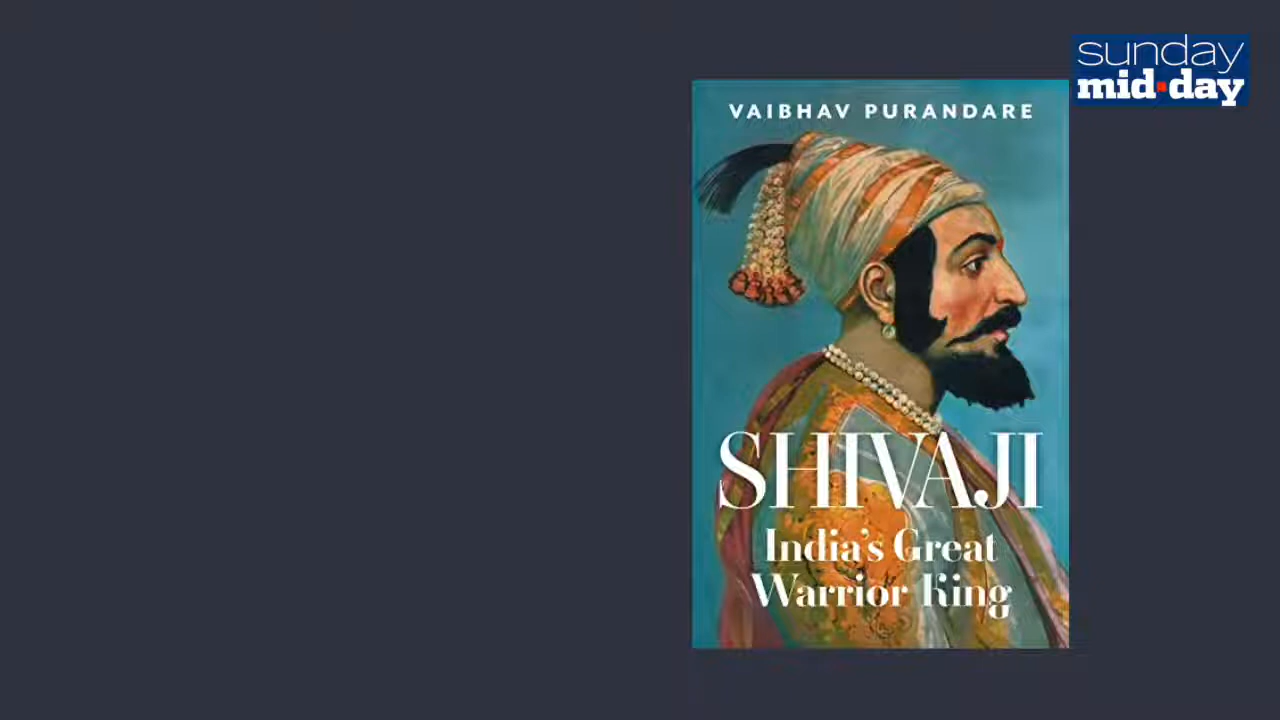 sunday
mid-day
VAIBHAV PURANDARE
SHIVAJI
India's Great
Warrior King